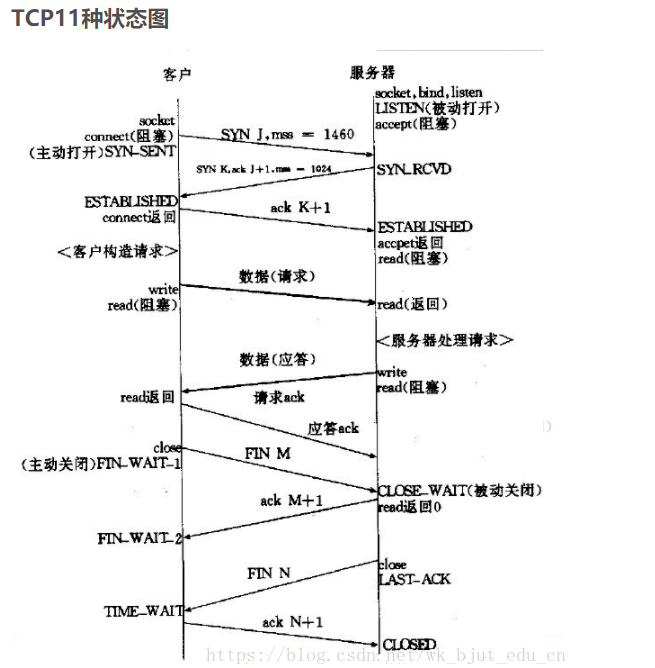 TCP11种状态图
客户
服务器
socket,bind,listen
LISTEN(被动打开)
accept(阻塞)
socket
connect(阻塞)
(主动打开)SYN_SENT
SYN J,mss = 1460
SYN_RCVD
SYN K,ack J+1,mss = 1024
ESTABLISHED
connect返回
ack K+1
ESTABLISHED
accpet返回
read(阻塞)
<客户构造请求>
数据(请求)
write
read(阻塞)
read(返回)
<服务器处理请求>
数据(应答)
write
read(阻塞)
read返回
请求ack
应答ack
close
(主动关闭)FIN_WAIT_1
FIN M
CLOSE_WAIT(被动关闭)
read返回0
ack M+1
FIN_WAIT_2
close
LAST_ACK
FIN N
TIME_WAIT
ack N+1
CLOSED
https://blog.csdn.net/wk_bjut_edu_cn